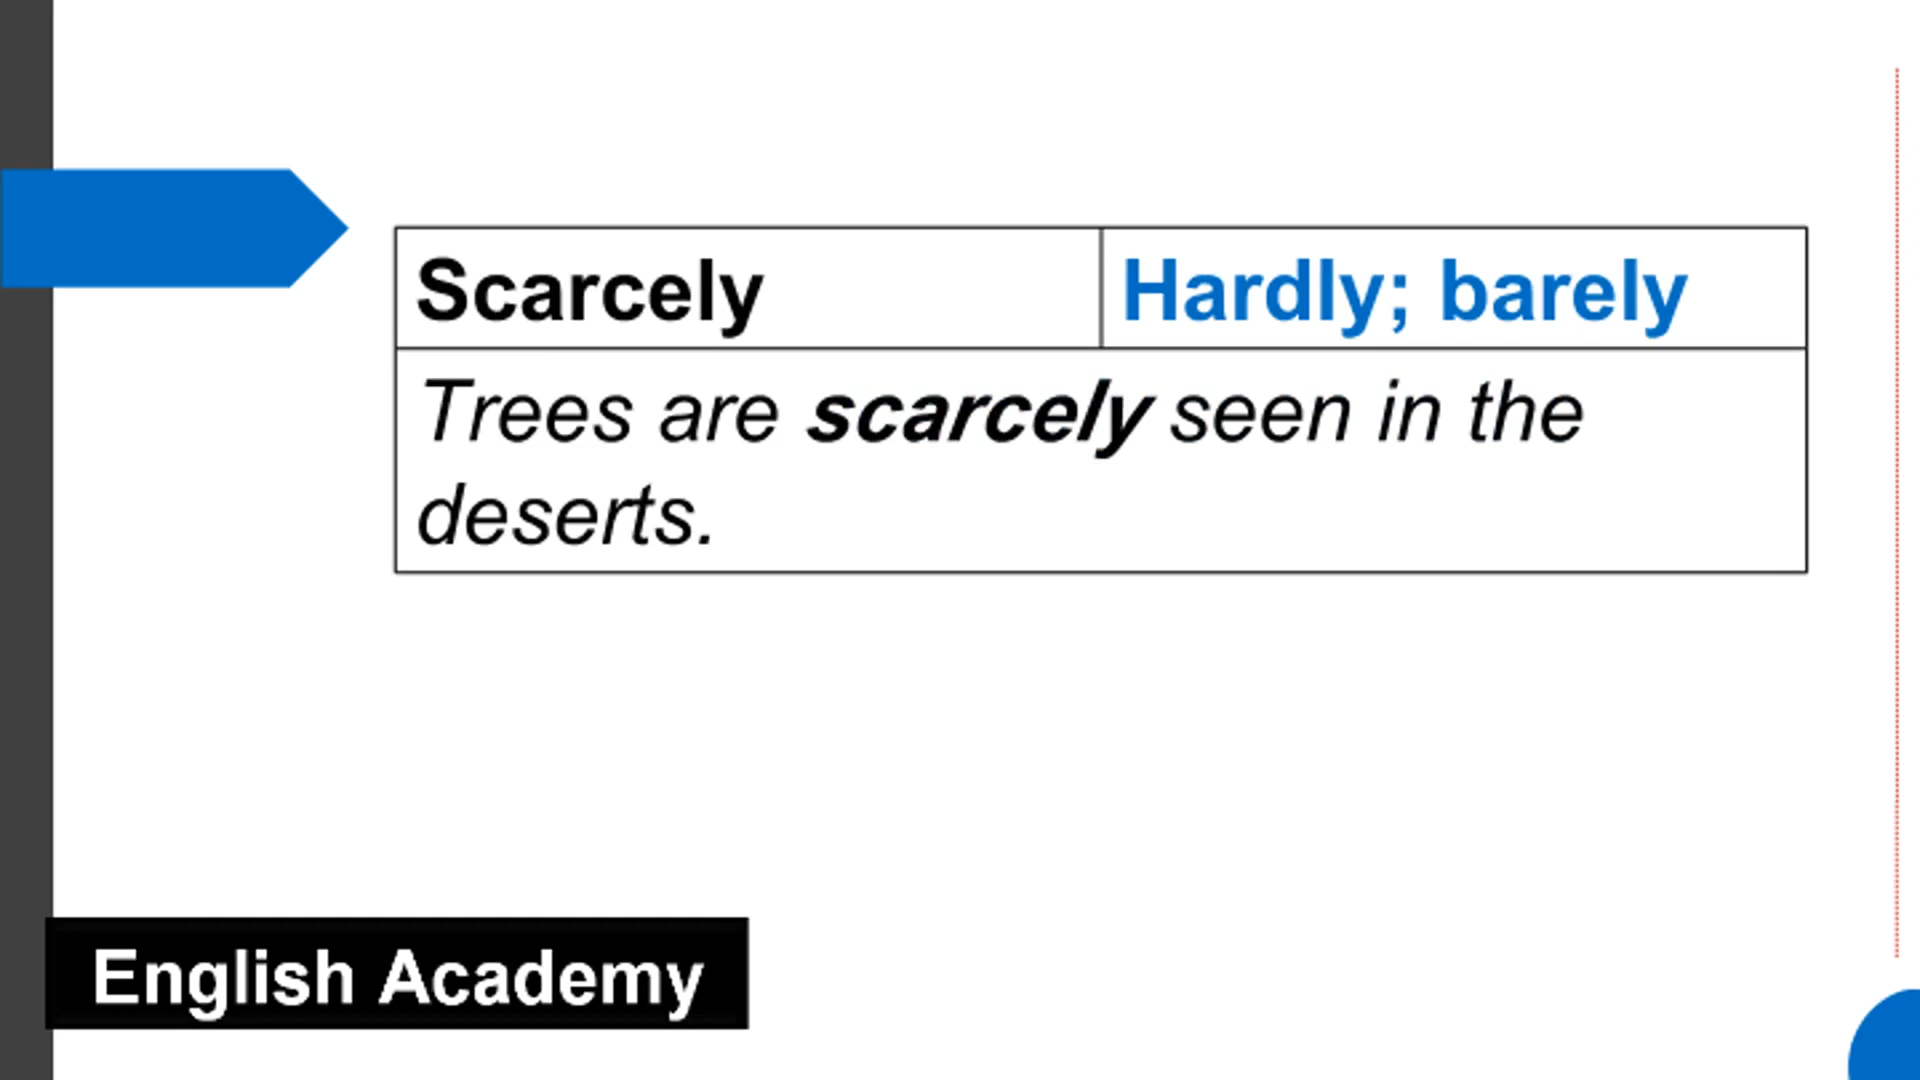 Scarcely
Hardly; barely
Trees are scarcely seen in the
deserts.
English Academy